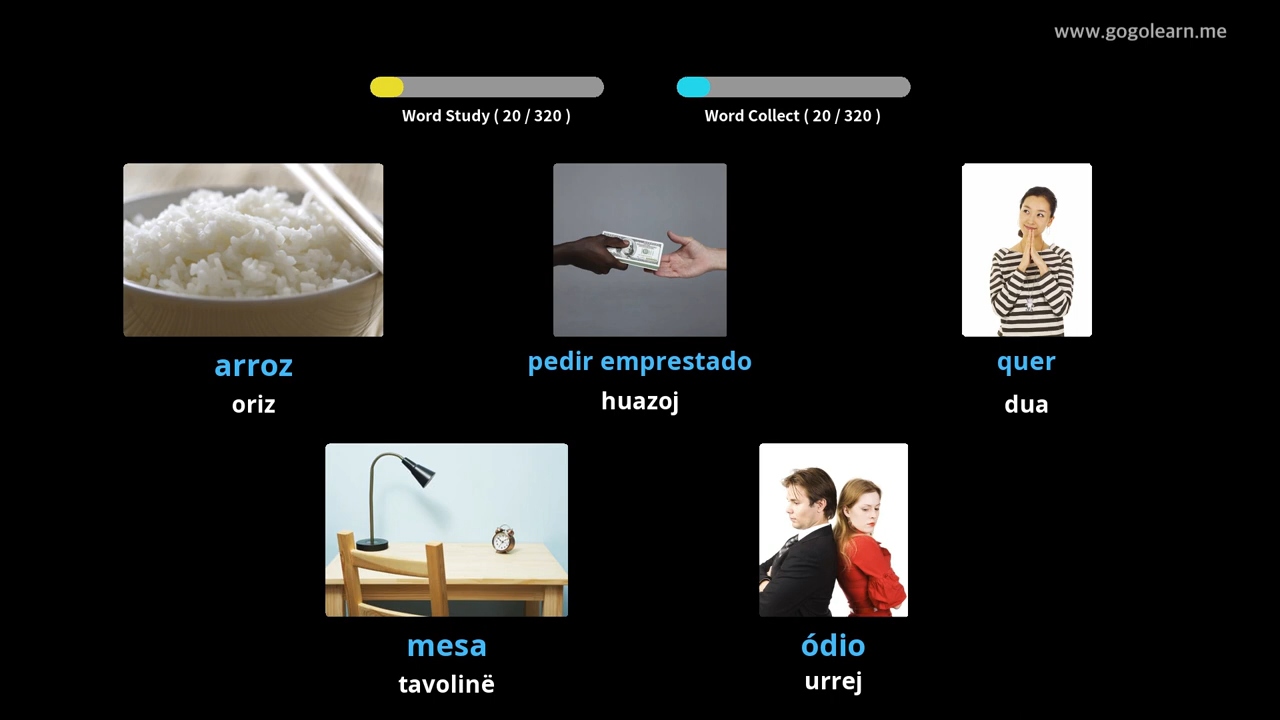 www.gogolearn.me
Word Study ( 20 / 320 )
Word Collect ( 20 / 320 )
arroz
oriz
pedir emprestado
huazoj
quer
dua
mesa
tavolinë
ódio
urrej